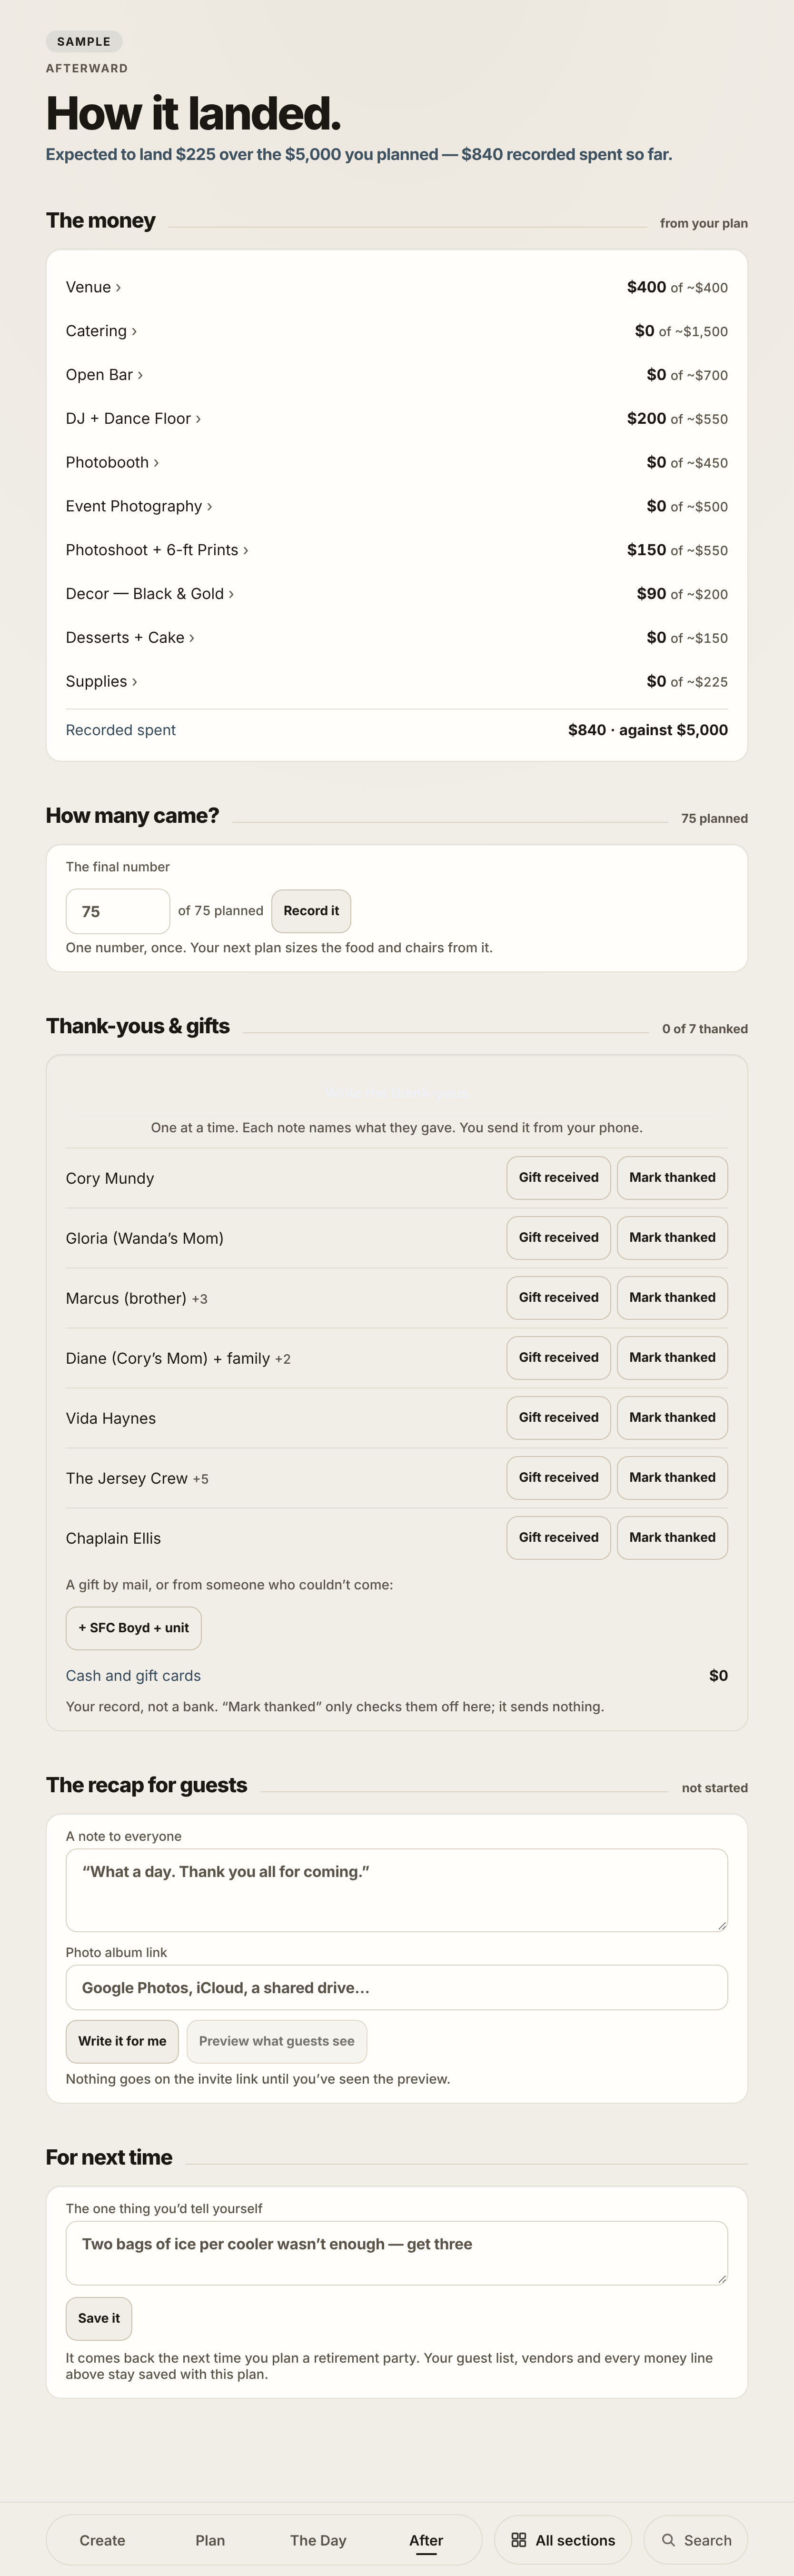 SAMPLE
AFTERWARD
How it landed.
Expected to land $225 over the $5,000 you planned — $840 recorded spent so far.
The money
from your plan
Venue ›
$400 of ~$400
Catering ›
$0 of ~$1,500
Open Bar ›
$0 of ~$700
DJ + Dance Floor ›
$200 of ~$550
Photobooth ›
$0 of ~$450
Event Photography ›
$0 of ~$500
Photoshoot + 6-ft Prints ›
$150 of ~$550
Decor — Black & Gold ›
$90 of ~$200
Desserts + Cake ›
$0 of ~$150
Supplies ›
$0 of ~$225
Recorded spent
$840 · against $5,000
How many came?
75 planned
The final number
75
of 75 planned
Record it
One number, once. Your next plan sizes the food and chairs from it.
Thank-yous & gifts
0 of 7 thanked
One at a time. Each note names what they gave. You send it from your phone.
Cory Mundy
Gift received
Mark thanked
Gloria (Wanda’s Mom)
Gift received
Mark thanked
Marcus (brother) +3
Gift received
Mark thanked
Diane (Cory’s Mom) + family +2
Gift received
Mark thanked
Vida Haynes
Gift received
Mark thanked
The Jersey Crew +5
Gift received
Mark thanked
Chaplain Ellis
Gift received
Mark thanked
A gift by mail, or from someone who couldn’t come:
+ SFC Boyd + unit
Cash and gift cards
$0
Your record, not a bank. “Mark thanked” only checks them off here; it sends nothing.
The recap for guests
not started
A note to everyone
“What a day. Thank you all for coming.”
Photo album link
Google Photos, iCloud, a shared drive…
Write it for me
Preview what guests see
Nothing goes on the invite link until you’ve seen the preview.
For next time
The one thing you’d tell yourself
Two bags of ice per cooler wasn’t enough — get three
Save it
It comes back the next time you plan a retirement party. Your guest list, vendors and every money line
above stay saved with this plan.
Create
Plan
The Day
After
All sections
Search